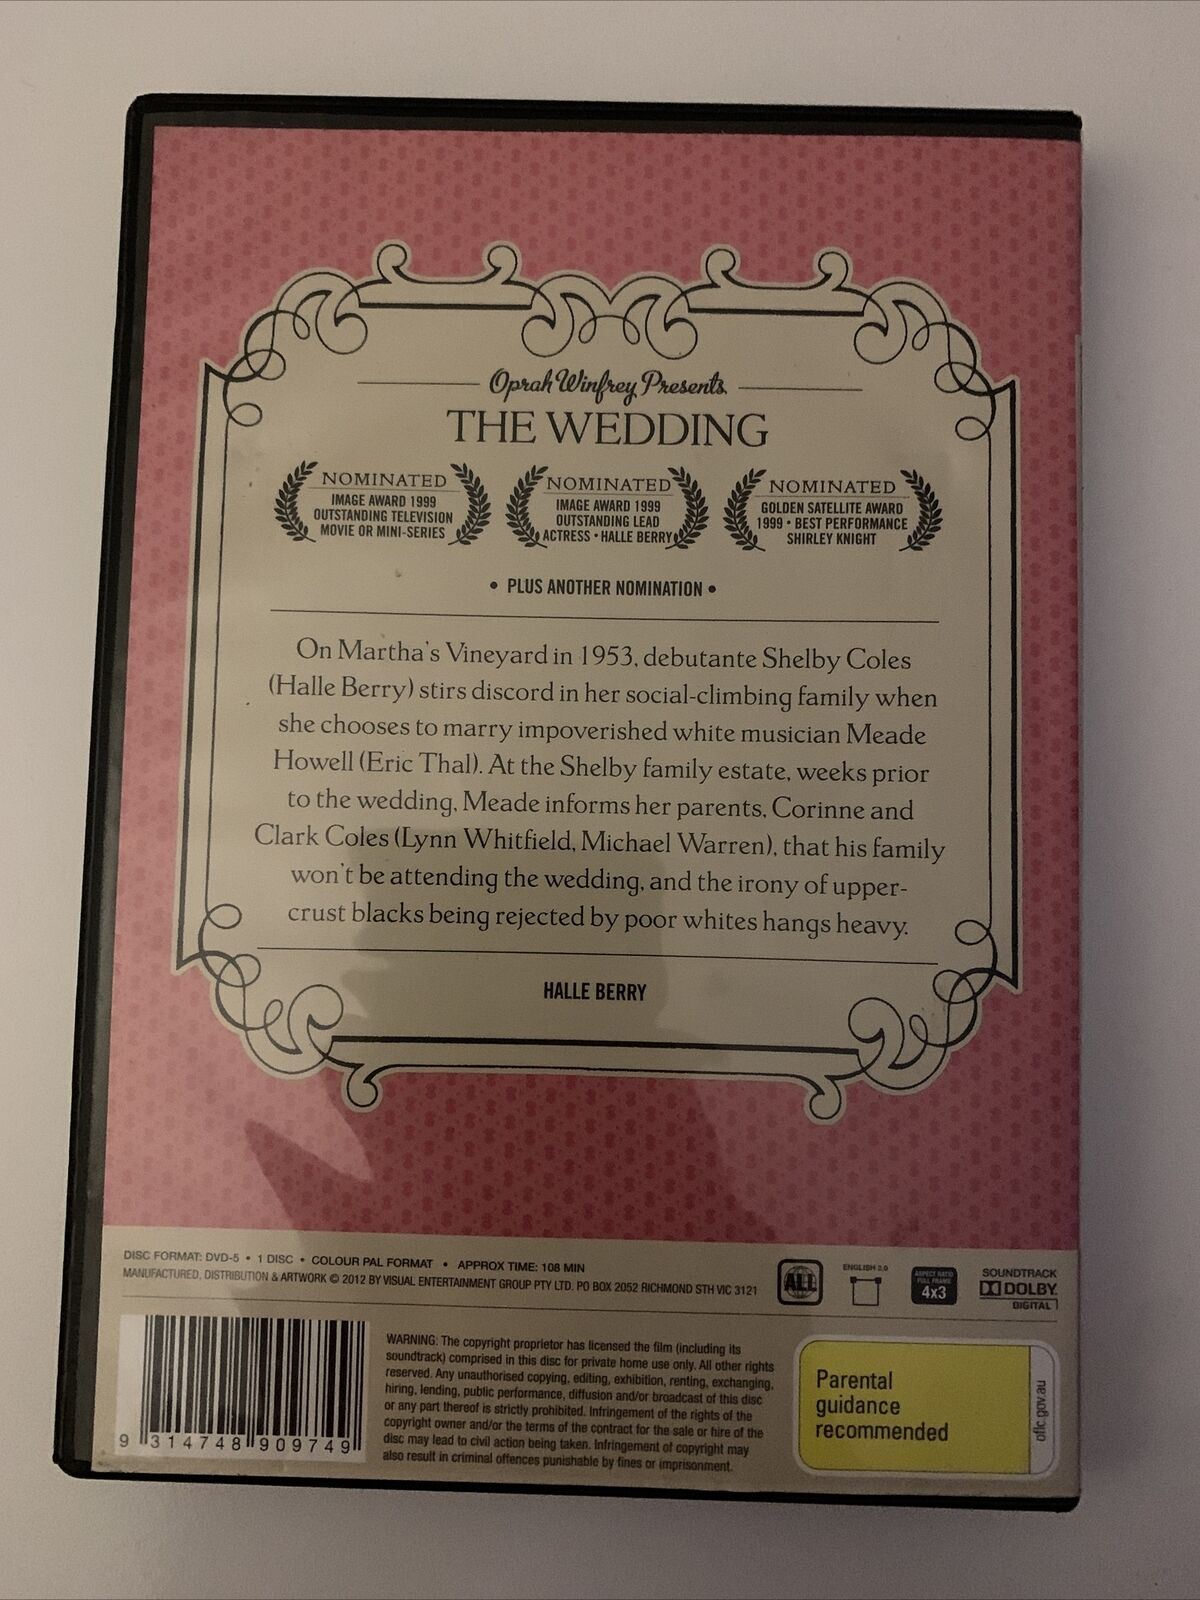 Oprah Winfrey Presents
THE WEDDING
NOMINATED
IMAGE AWARD 1999
OUTSTANDING TELEVISION
MOVIE OR MINI-SERIES
NOMINATED
IMAGE AWARD 1999
OUTSTANDING LEAD
ACTRESS • HALLE BERRY
NOMINATED
GOLDEN SATELLITE AWARD
1999 • BEST PERFORMANCE
SHIRLEY KNIGHT
• PLUS ANOTHER NOMINATION •
On Martha's Vineyard in 1953, debutante Shelby Coles
(Halle Berry) stirs discord in her social-climbing family when
she chooses to marry impoverished white musician Meade
Howell (Eric Thal). At the Shelby family estate, weeks prior
to the wedding, Meade informs her parents, Corinne and
Clark Coles (Lynn Whitfield, Michael Warren), that his family
won't be attending the wedding, and the irony of upper-
crust blacks being rejected by poor whites hangs heavy.
HALLE BERRY
DISC FORMAT: DVD-5 • 1 DISC • COLOUR PAL FORMAT • APPROX TIME: 108 MIN
MANUFACTURED, DISTRIBUTION & ARTWORK © 2012 BY VISUAL ENTERTAINMENT GROUP PTY LTD. PO BOX 2052 RICHMOND STH VIC 3121
ALL
ENGLISH 2.0
ASPECT RATIO
FULL FRAME
4x3
SOUNDTRACK
DOLBY
DIGITAL
9 314748 909749
WARNING: The copyright proprietor has licensed the film (including its
soundtrack) comprised in this disc for private home use only. All other rights
reserved. Any unauthorised copying, editing, exhibition, renting, exchanging,
hiring, lending, public performance, diffusion and/or broadcast of this disc
or any part thereof is strictly prohibited. Infringement of the rights of the
copyright owner and/or the terms of the contract for the sale or hire of the
disc may lead to civil action being taken. Infringement of copyright may
also result in criminal offences punishable by fines or imprisonment.
Parental
guidance
recommended
oflc.gov.au